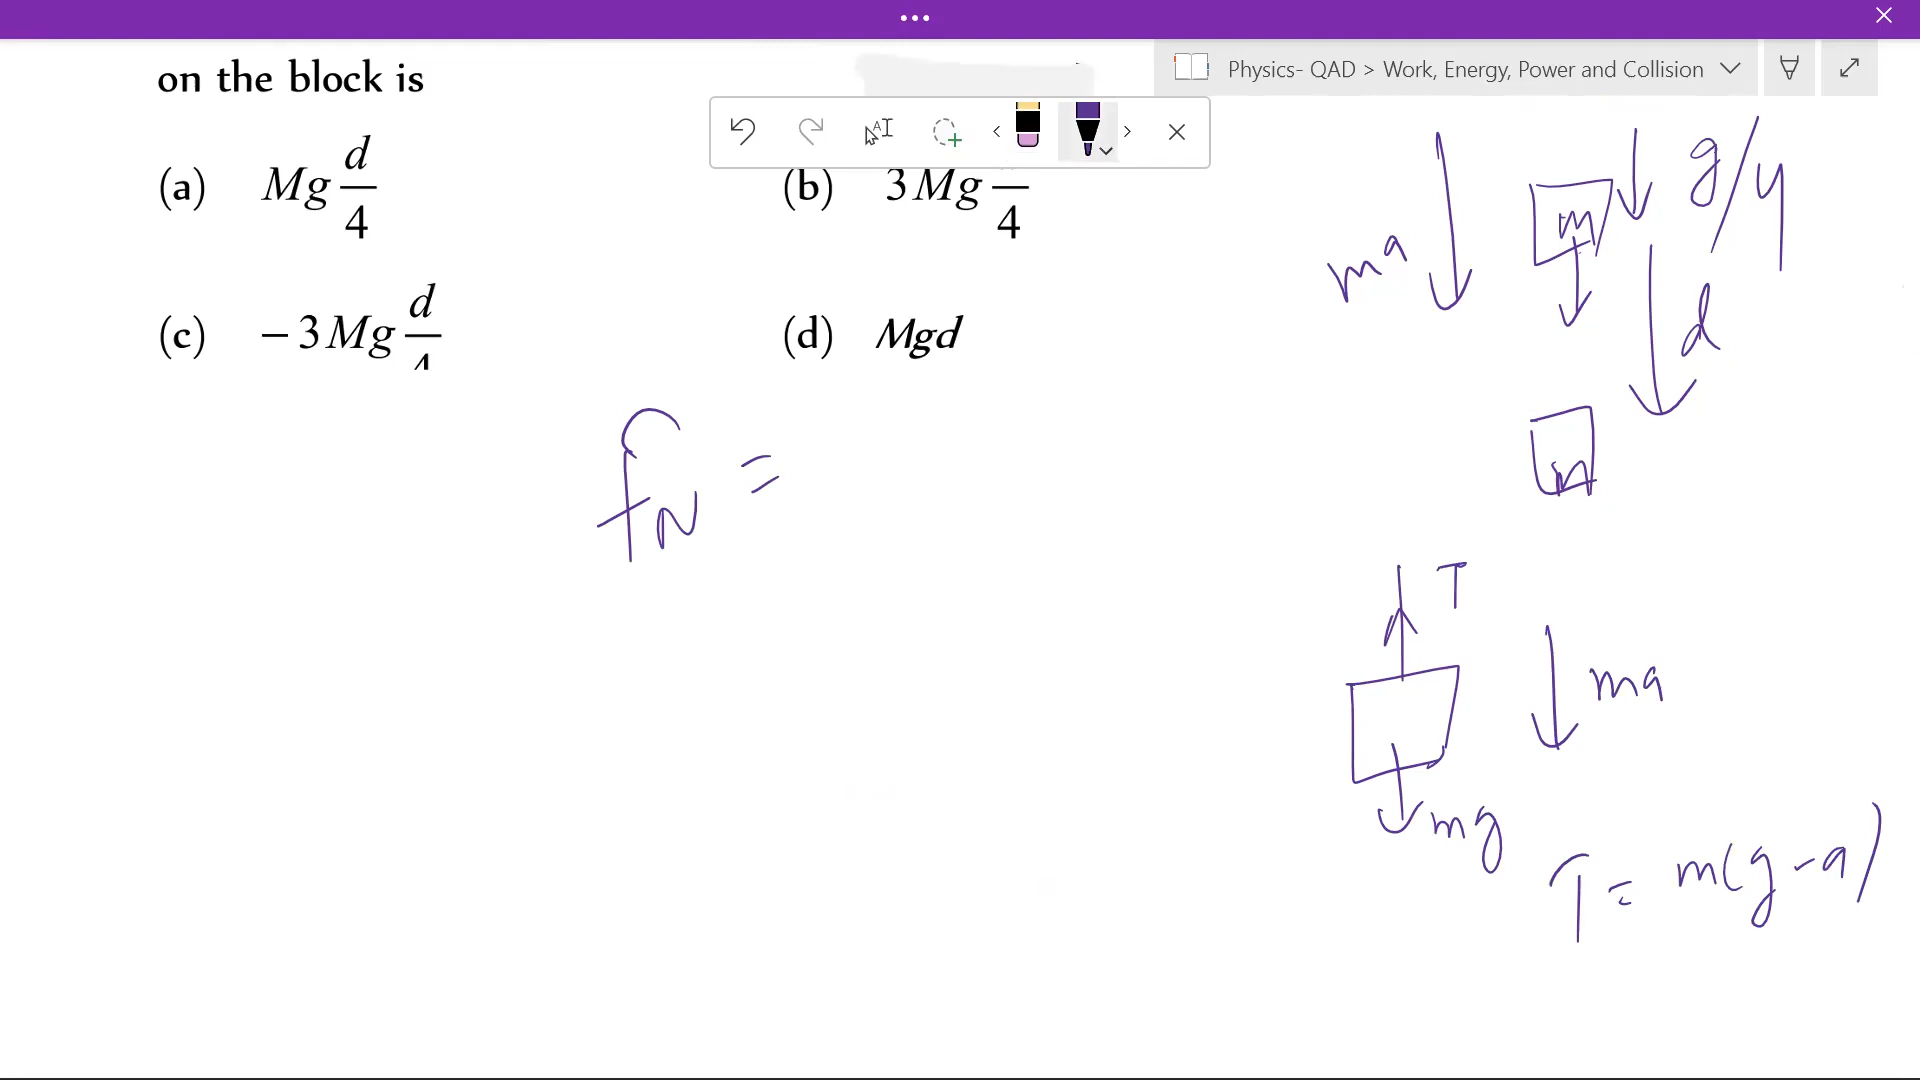 on the block is
Physics- QAD > Work, Energy, Power and Collision
(a) Mg d/4
(b) 3Mg —/4
(c) – 3Mg d/4
(d) Mgd
ma
m
g/4
d
m
fN =
T
ma
mg
T = m(g-a)